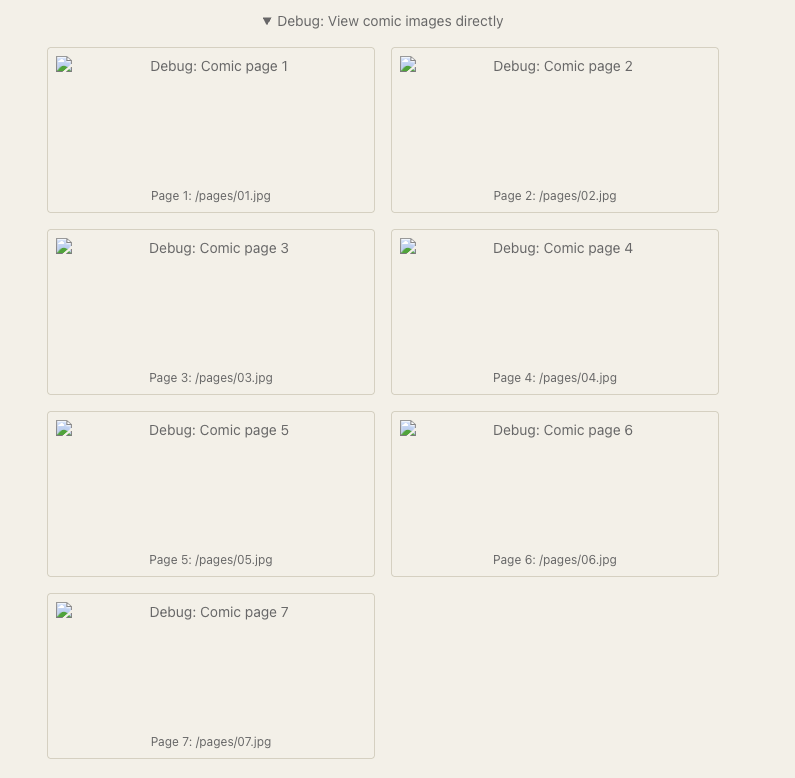 ▼ Debug: View comic images directly
Debug: Comic page 1
Page 1: /pages/01.jpg
Debug: Comic page 2
Page 2: /pages/02.jpg
Debug: Comic page 3
Page 3: /pages/03.jpg
Debug: Comic page 4
Page 4: /pages/04.jpg
Debug: Comic page 5
Page 5: /pages/05.jpg
Debug: Comic page 6
Page 6: /pages/06.jpg
Debug: Comic page 7
Page 7: /pages/07.jpg